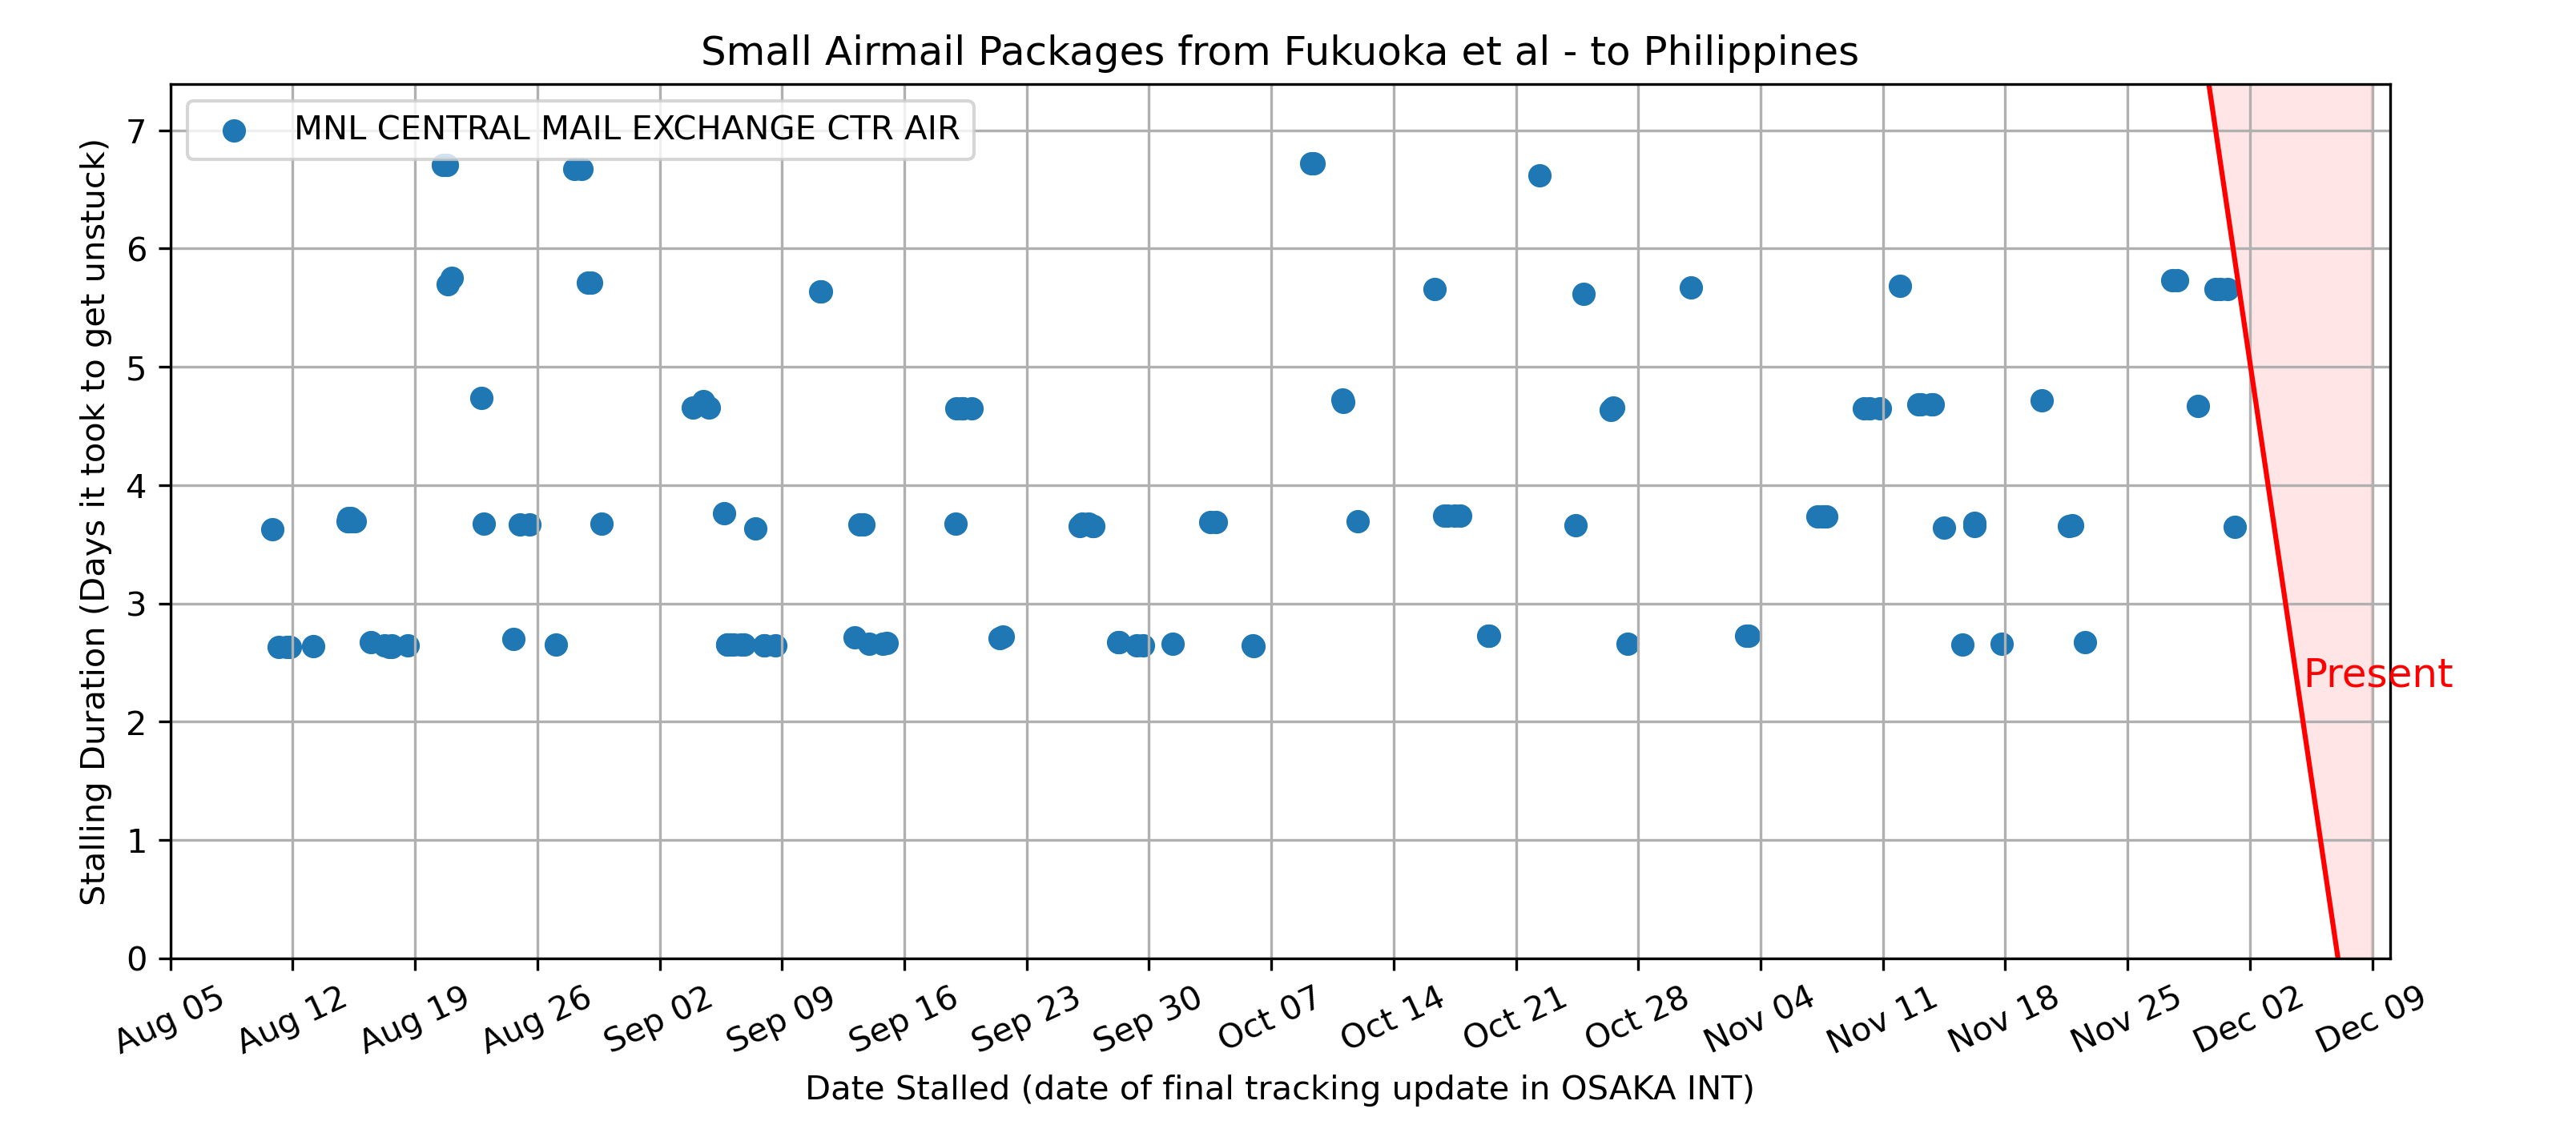 Small Airmail Packages from Fukuoka et al - to Philippines
MNL CENTRAL MAIL EXCHANGE CTR AIR
Stalling Duration (Days it took to get unstuck)
7
6
5
4
3
2
1
0
Present
Aug 05
Aug 12
Aug 19
Aug 26
Sep 02
Sep 09
Sep 16
Sep 23
Sep 30
Oct 07
Oct 14
Oct 21
Oct 28
Nov 04
Nov 11
Nov 18
Nov 25
Dec 02
Dec 09
Date Stalled (date of final tracking update in OSAKA INT)